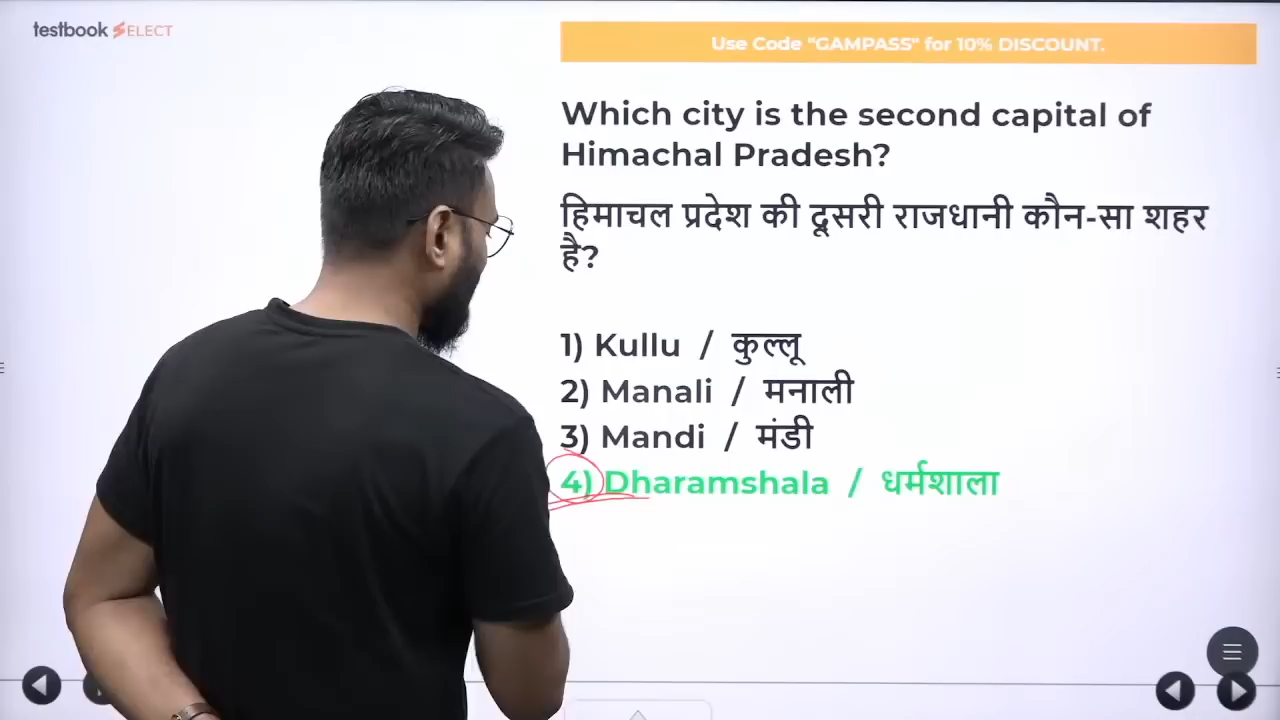 testbook SELECT
Use Code "GAMPASS" for 10% DISCOUNT.
Which city is the second capital of
Himachal Pradesh?
हिमाचल प्रदेश की दूसरी राजधानी कौन-सा शहर
है?
1) Kullu / कुल्लू
2) Manali / मनाली
3) Mandi / मंडी
4) Dharamshala / धर्मशाला